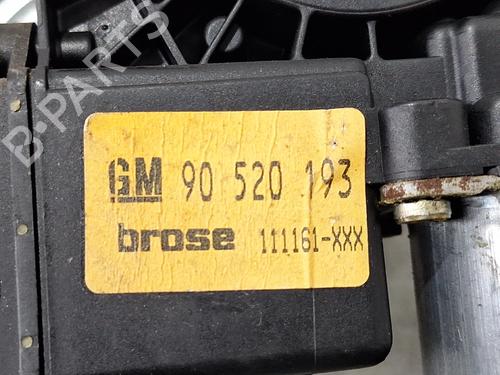 B-PARTS
GM 90 520 193
brose 111161-XXX